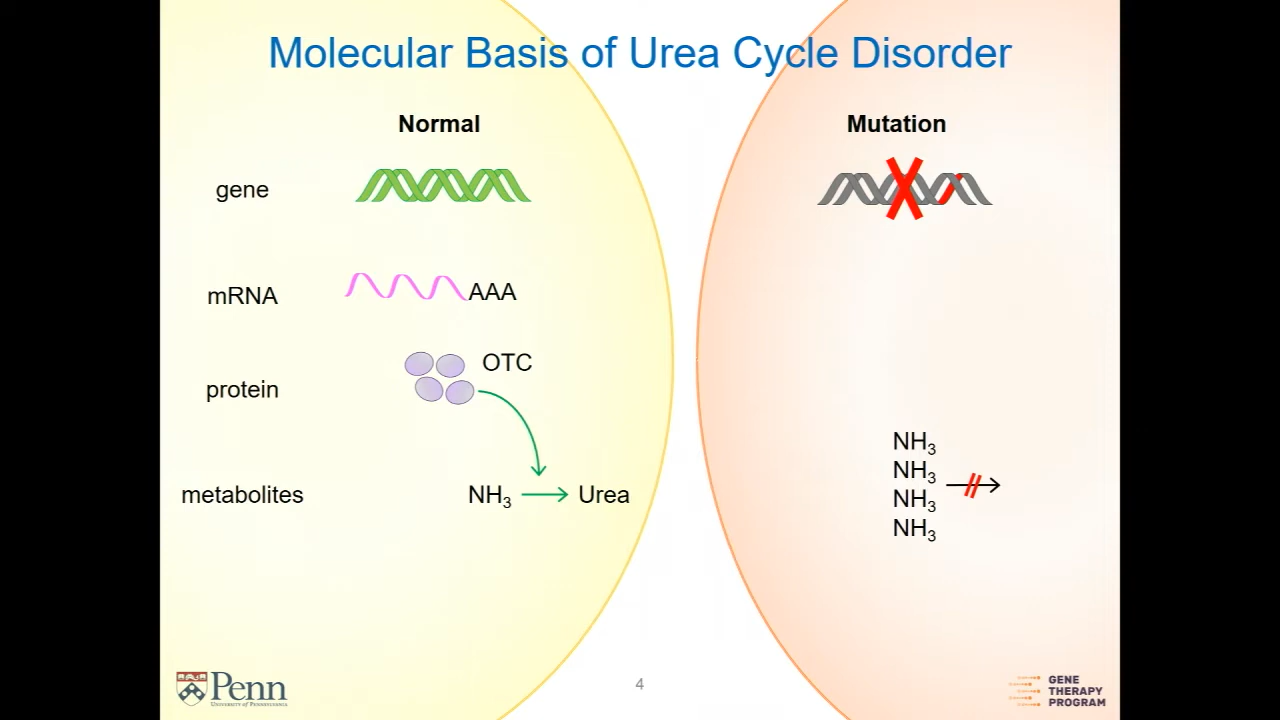 Molecular Basis of Urea Cycle Disorder
Normal
Mutation
gene
mRNA
AAA
protein
OTC
metabolites
NH₃
Urea
NH₃
NH₃
NH₃
NH₃
Penn
UNIVERSITY of PENNSYLVANIA
4
GENE
THERAPY
PROGRAM